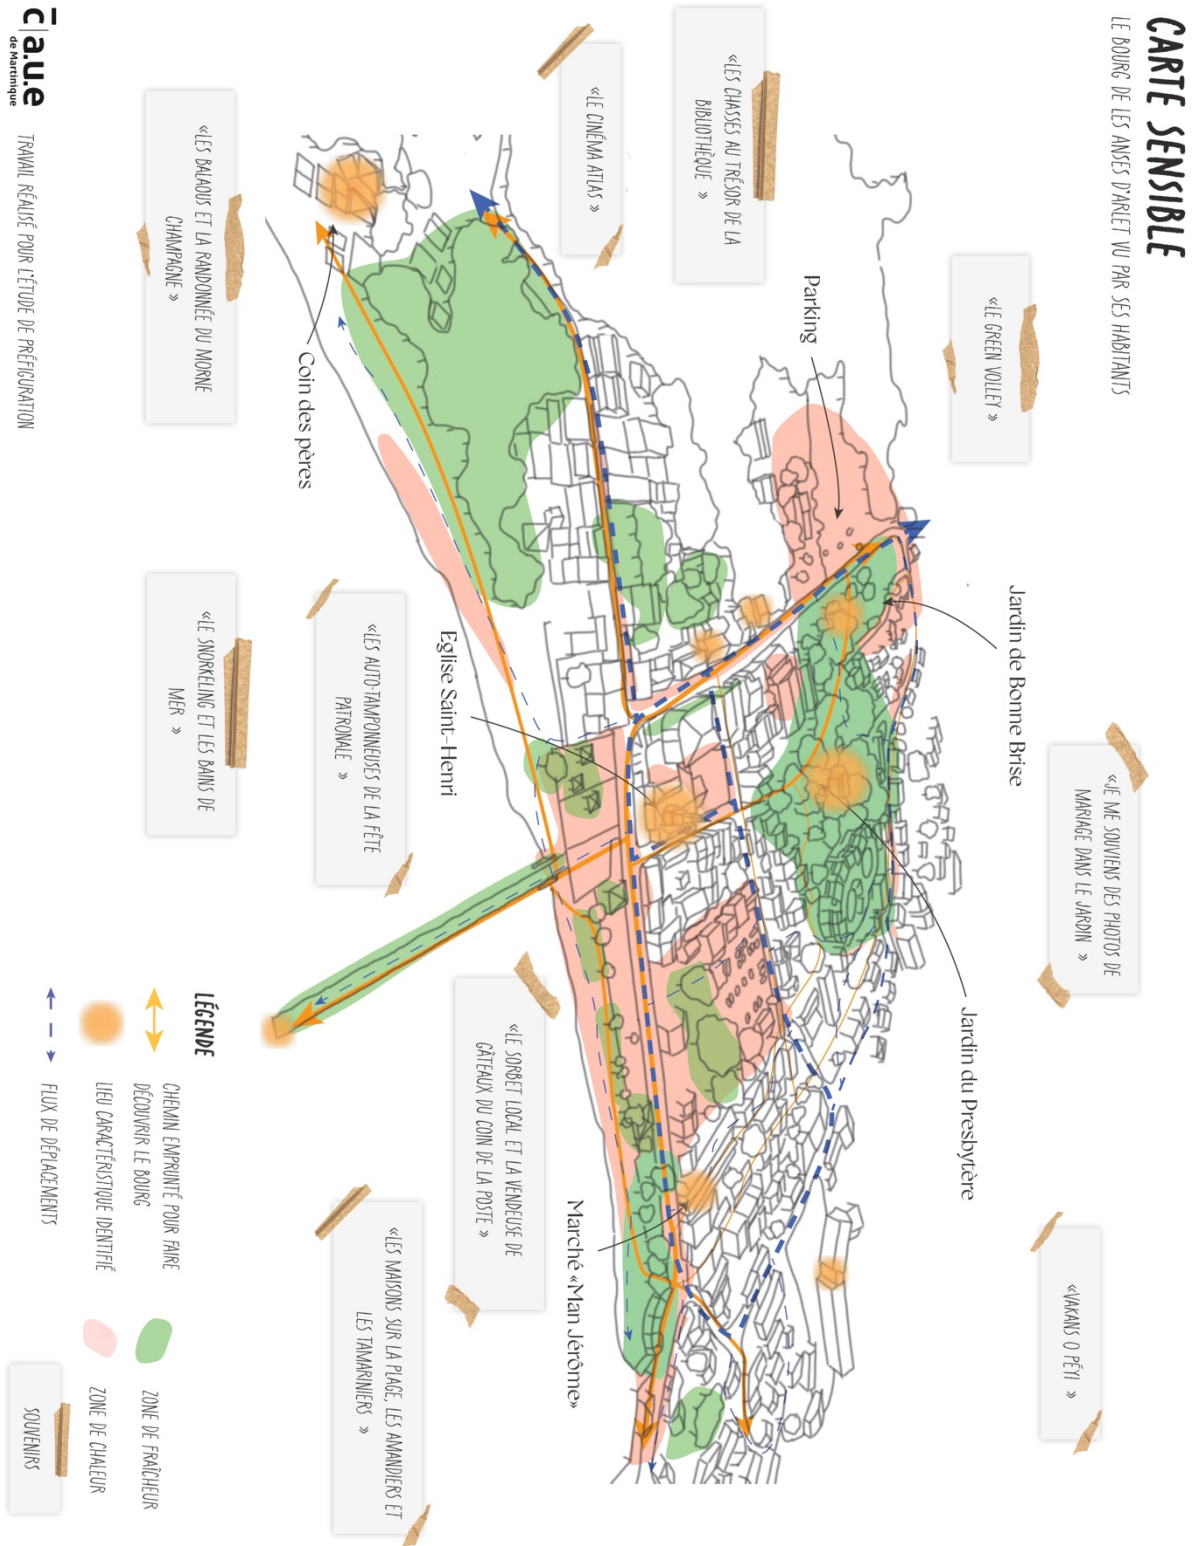 CARTE SENSIBLE
LE BOURG DE LES ANSES D'ARLET VU PAR SES HABITANTS
«LE GREEN VOLLEY »
«JE ME SOUVIENS DES PHOTOS DE
MARIAGE DANS LE JARDIN »
«VAKANS O PÉYI »
«LES CHASSES AU TRÉSOR DE LA
BIBLIOTHÈQUE »
«LE CINÉMA ATLAS »
Parking
Jardin de Bonne Brise
Jardin du Presbytère
Coin des pères
Eglise Saint-Henri
Marché «Man Jérôme»
«LES BALAOUS ET LA RANDONNÉE DU MORNE
CHAMPAGNE »
«LE SNORKELING ET LES BAINS DE
MER »
«LES AUTO-TAMPONNEUSES DE LA FÊTE
PATRONALE »
«LE SORBET LOCAL ET LA VENDEUSE DE
GÂTEAUX DU COIN DE LA POSTE »
«LES MAISONS SUR LA PLAGE, LES AMANDIERS ET
LES TAMARINIERS »
LÉGENDE
CHEMIN EMPRUNTÉ POUR FAIRE
DÉCOUVRIR LE BOURG
LIEU CARACTÉRISTIQUE IDENTIFIÉ
FLUX DE DÉPLACEMENTS
ZONE DE FRAÎCHEUR
ZONE DE CHALEUR
SOUVENIRS
c|a.u.e
de Martinique
TRAVAIL RÉALISÉ POUR L'ÉTUDE DE PRÉFIGURATION